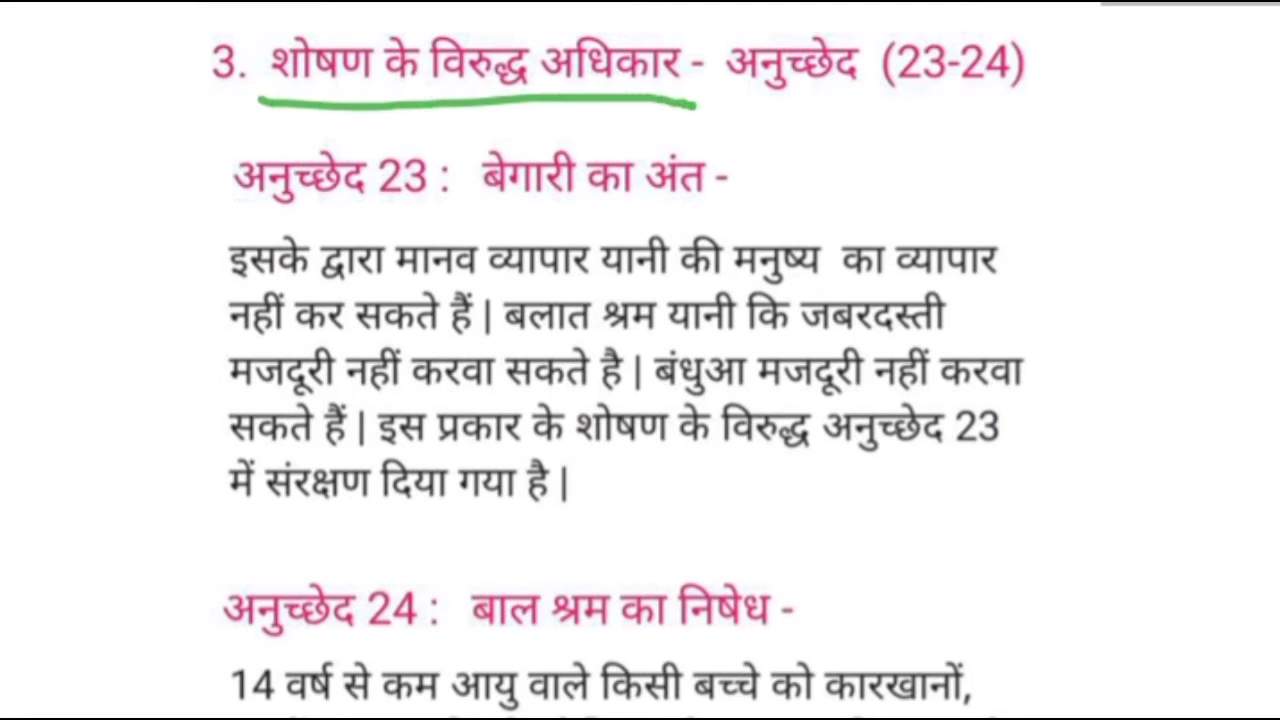 3. शोषण के विरुद्ध अधिकार - अनुच्छेद (23-24)
अनुच्छेद 23 : बेगारी का अंत -
इसके द्वारा मानव व्यापार यानी की मनुष्य का व्यापार
नहीं कर सकते हैं | बलात श्रम यानी कि जबरदस्ती
मजदूरी नहीं करवा सकते है | बंधुआ मजदूरी नहीं करवा
सकते हैं | इस प्रकार के शोषण के विरुद्ध अनुच्छेद 23
में संरक्षण दिया गया है |
अनुच्छेद 24 : बाल श्रम का निषेध -
14 वर्ष से कम आयु वाले किसी बच्चे को कारखानों,